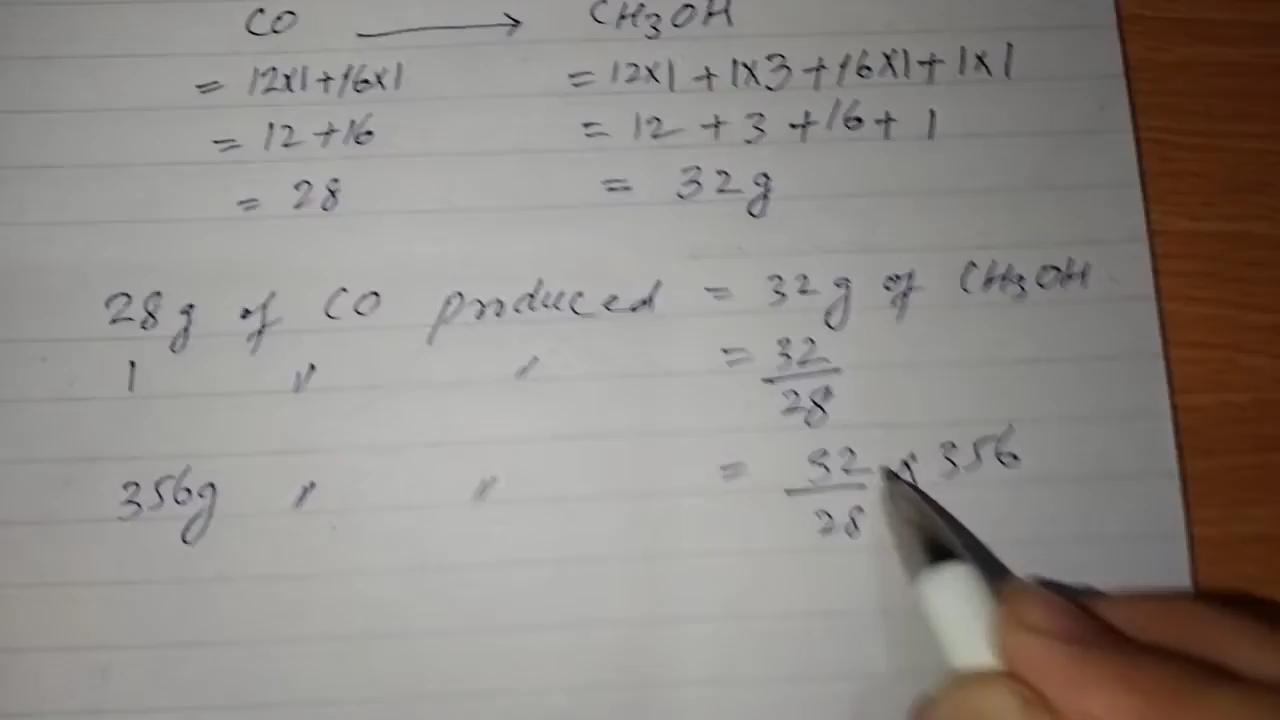 CO ⟶ CH3OH
= 12x1+16x1 = 12x1 + 1x3 + 16x1 + 1x1
= 12 + 16 = 12 + 3 + 16 + 1
= 28 = 32g
28g of CO produced = 32g of CH3OH
1 " " = 32/28
356g " " = 32/28 x 356